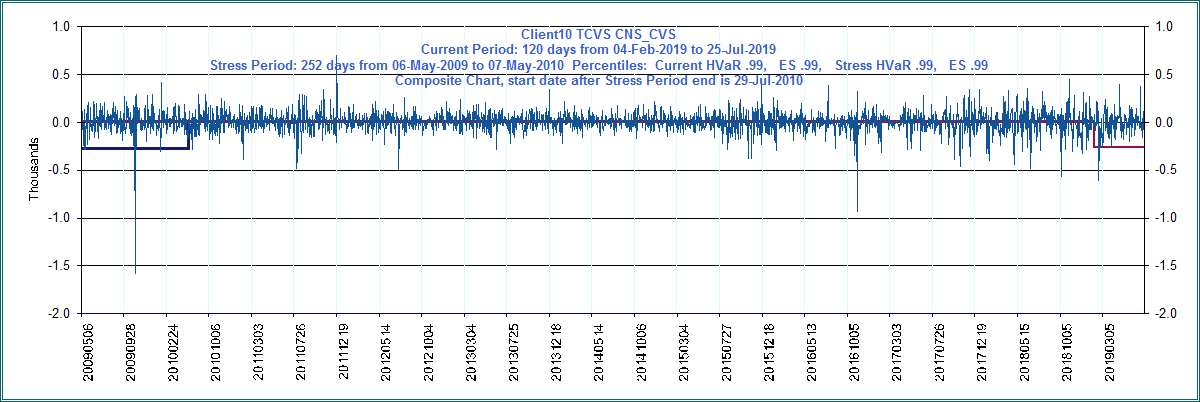 Client10 TCVS CNS_CVS
Current Period: 120 days from 04-Feb-2019 to 25-Jul-2019
Stress Period: 252 days from 06-May-2009 to 07-May-2010 Percentiles: Current HVaR .99, ES .99, Stress HVaR .99, ES .99
Composite Chart, start date after Stress Period end is 29-Jul-2010
1.0 1.0
0.5 0.5
0.0 0.0
-0.5 -0.5
-1.0 -1.0
-1.5 -1.5
-2.0 -2.0
Thousands
20090506 20090928 20100224 20101006 20110303 20110726 20111219 20120514 20121004 20130304 20130725 20131218 20140514 20141006 20150304 20150727 20151218 20160513 20161005 20170303 20170726 20171219 20180515 20181005 20190305